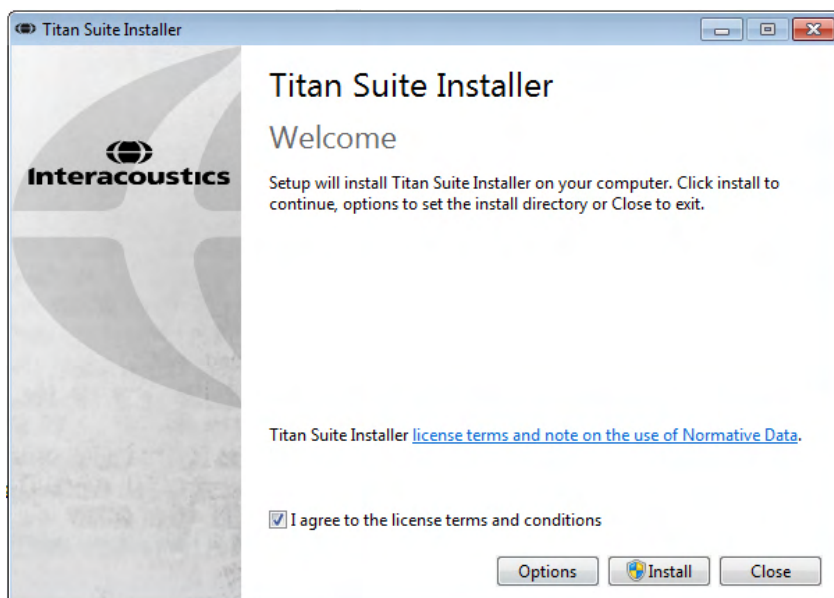 Titan Suite Installer
Interacoustics
Titan Suite Installer
Welcome
Setup will install Titan Suite Installer on your computer. Click install to
continue, options to set the install directory or Close to exit.
Titan Suite Installer license terms and note on the use of Normative Data.
I agree to the license terms and conditions
Options
Install
Close